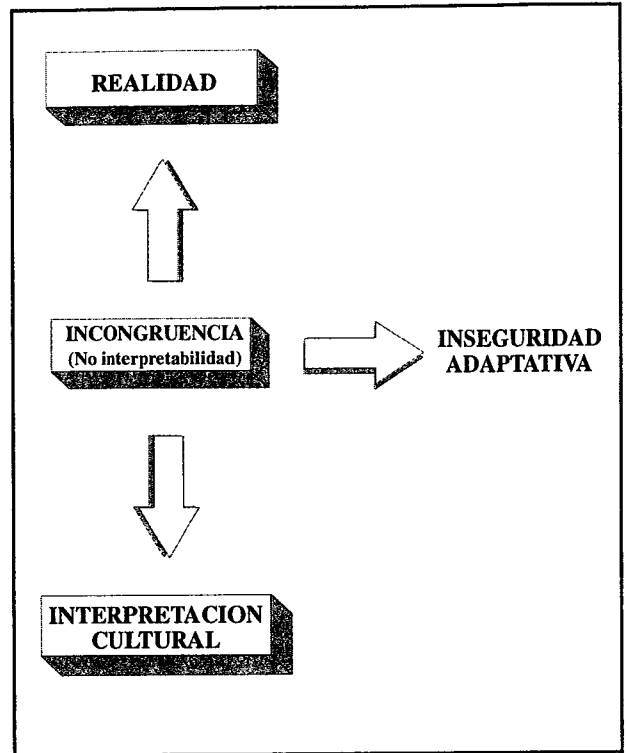 REALIDAD
INCONGRUENCIA
(No interpretabilidad)
INSEGURIDAD
ADAPTATIVA
INTERPRETACION
CULTURAL